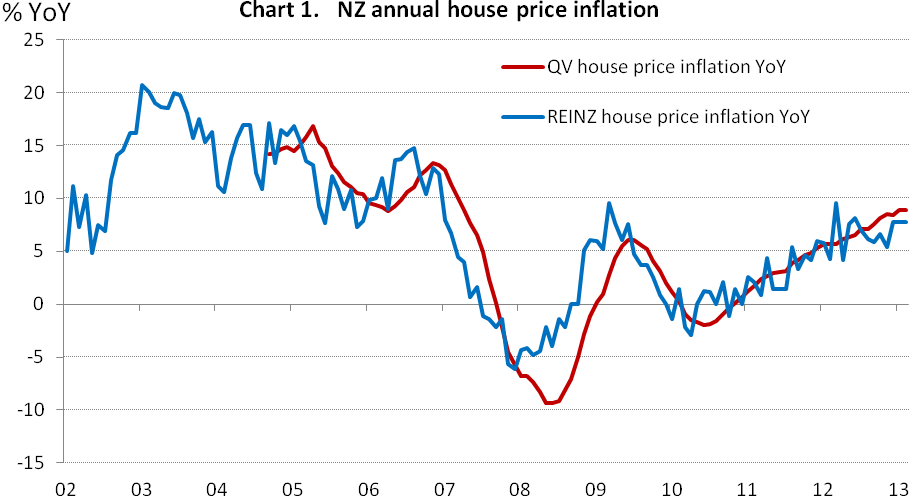 % YoY
Chart 1. NZ annual house price inflation
25
QV house price inflation YoY
20
REINZ house price inflation YoY
15
10
5
0
-5
-10
-15
02 03 04 05 06 07 08 09 10 11 12 13